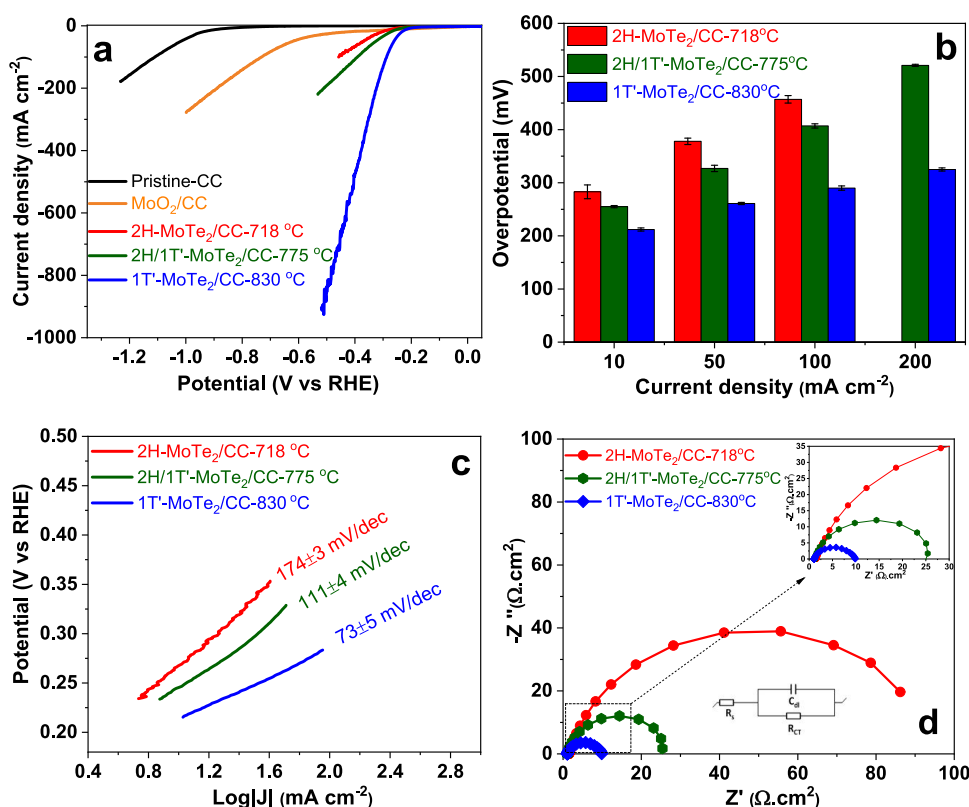 a
Current density (mA cm⁻²)
0
-200
-400
-600
-800
-1000
Pristine-CC
MoO₂/CC
2H-MoTe₂/CC-718 °C
2H/1T'-MoTe₂/CC-775 °C
1T'-MoTe₂/CC-830 °C
-1.2 -1.0 -0.8 -0.6 -0.4 -0.2 0.0
Potential (V vs RHE)
b
Overpotential (mV)
600
500
400
300
200
100
0
2H-MoTe₂/CC-718°C
2H/1T'-MoTe₂/CC-775°C
1T'-MoTe₂/CC-830°C
10 50 100 200
Current density (mA cm⁻²)
c
Potential (V vs RHE)
0.50
0.45
0.40
0.35
0.30
0.25
0.20
2H-MoTe₂/CC-718 °C
2H/1T'-MoTe₂/CC-775 °C
1T'-MoTe₂/CC-830 °C
174±3 mV/dec
111±4 mV/dec
73±5 mV/dec
0.4 0.8 1.2 1.6 2.0 2.4 2.8
Log|J| (mA cm⁻²)
d
-Z''(Ω.cm²)
100
80
60
40
20
0
2H-MoTe₂/CC-718°C
2H/1T'-MoTe₂/CC-775°C
1T'-MoTe₂/CC-830°C
-Z''(Ω.cm²)
35
30
25
20
15
10
5
0
0 5 10 15 20 25 30
Z' (Ω.cm²)
Rs
Cdl
RCT
0 20 40 60 80 100
Z' (Ω.cm²)